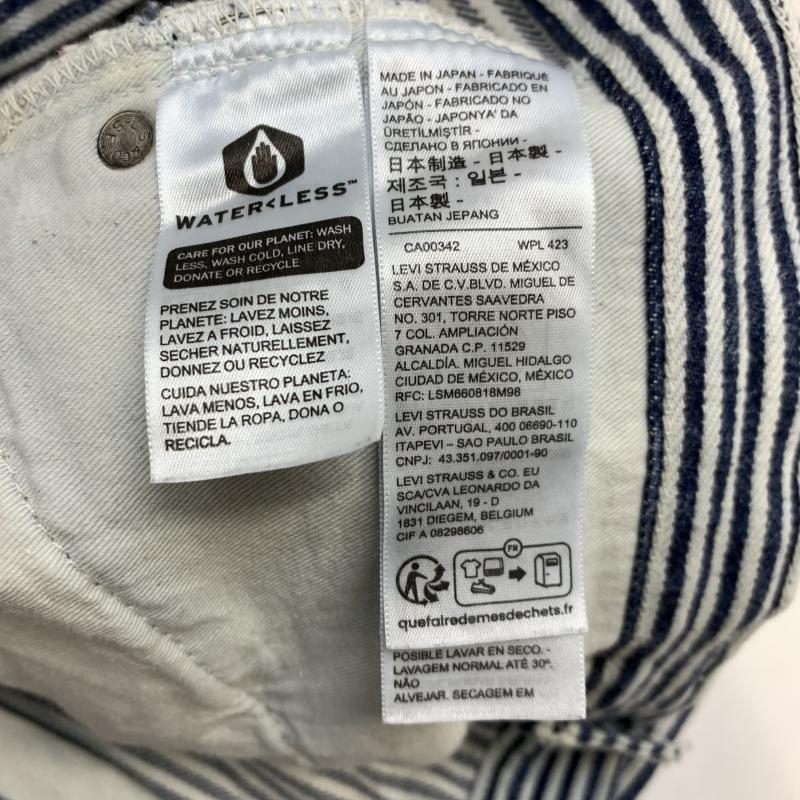 WATER<LESS™
CARE FOR OUR PLANET: WASH
LESS, WASH COLD, LINE DRY,
DONATE OR RECYCLE
PRENEZ SOIN DE NOTRE
PLANETE: LAVEZ MOINS,
LAVEZ A FROID, LAISSEZ
SECHER NATURELLEMENT,
DONNEZ OU RECYCLEZ
CUIDA NUESTRO PLANETA:
LAVA MENOS, LAVA EN FRIO,
TIENDE LA ROPA, DONA O
RECICLA.
MADE IN JAPAN - FABRIQUÉ
AU JAPON - FABRICADO EN
JAPÓN - FABRICADO NO
JAPÃO - JAPONYA' DA
ÜRETİLMİŞTİR -
СДЕЛАНО В ЯПОНИИ -
日本制造 - 日本製 -
제조국 : 일본 -
日本製 -
BUATAN JEPANG
CA00342 WPL 423
LEVI STRAUSS DE MÉXICO
S.A. DE C.V.BLVD. MIGUEL DE
CERVANTES SAAVEDRA
NO. 301, TORRE NORTE PISO
7 COL. AMPLIACIÓN
GRANADA C.P. 11529
ALCALDÍA. MIGUEL HIDALGO
CIUDAD DE MÉXICO, MÉXICO
RFC: LSM660818M98
LEVI STRAUSS DO BRASIL
AV, PORTUGAL, 400 06690-110
ITAPEVI – SAO PAULO BRASIL
CNPJ: 43.351.097/0001-90
LEVI STRAUSS & CO. EU
SCA/CVA LEONARDO DA
VINCILAAN, 19 - D
1831 DIEGEM, BELGIUM
CIF A 08298606
FR
quefairedemesdechets.fr
POSIBLE LAVAR EN SECO. -
LAVAGEM NORMAL ATÉ 30º.
NÃO
ALVEJAR. SECAGEM EM